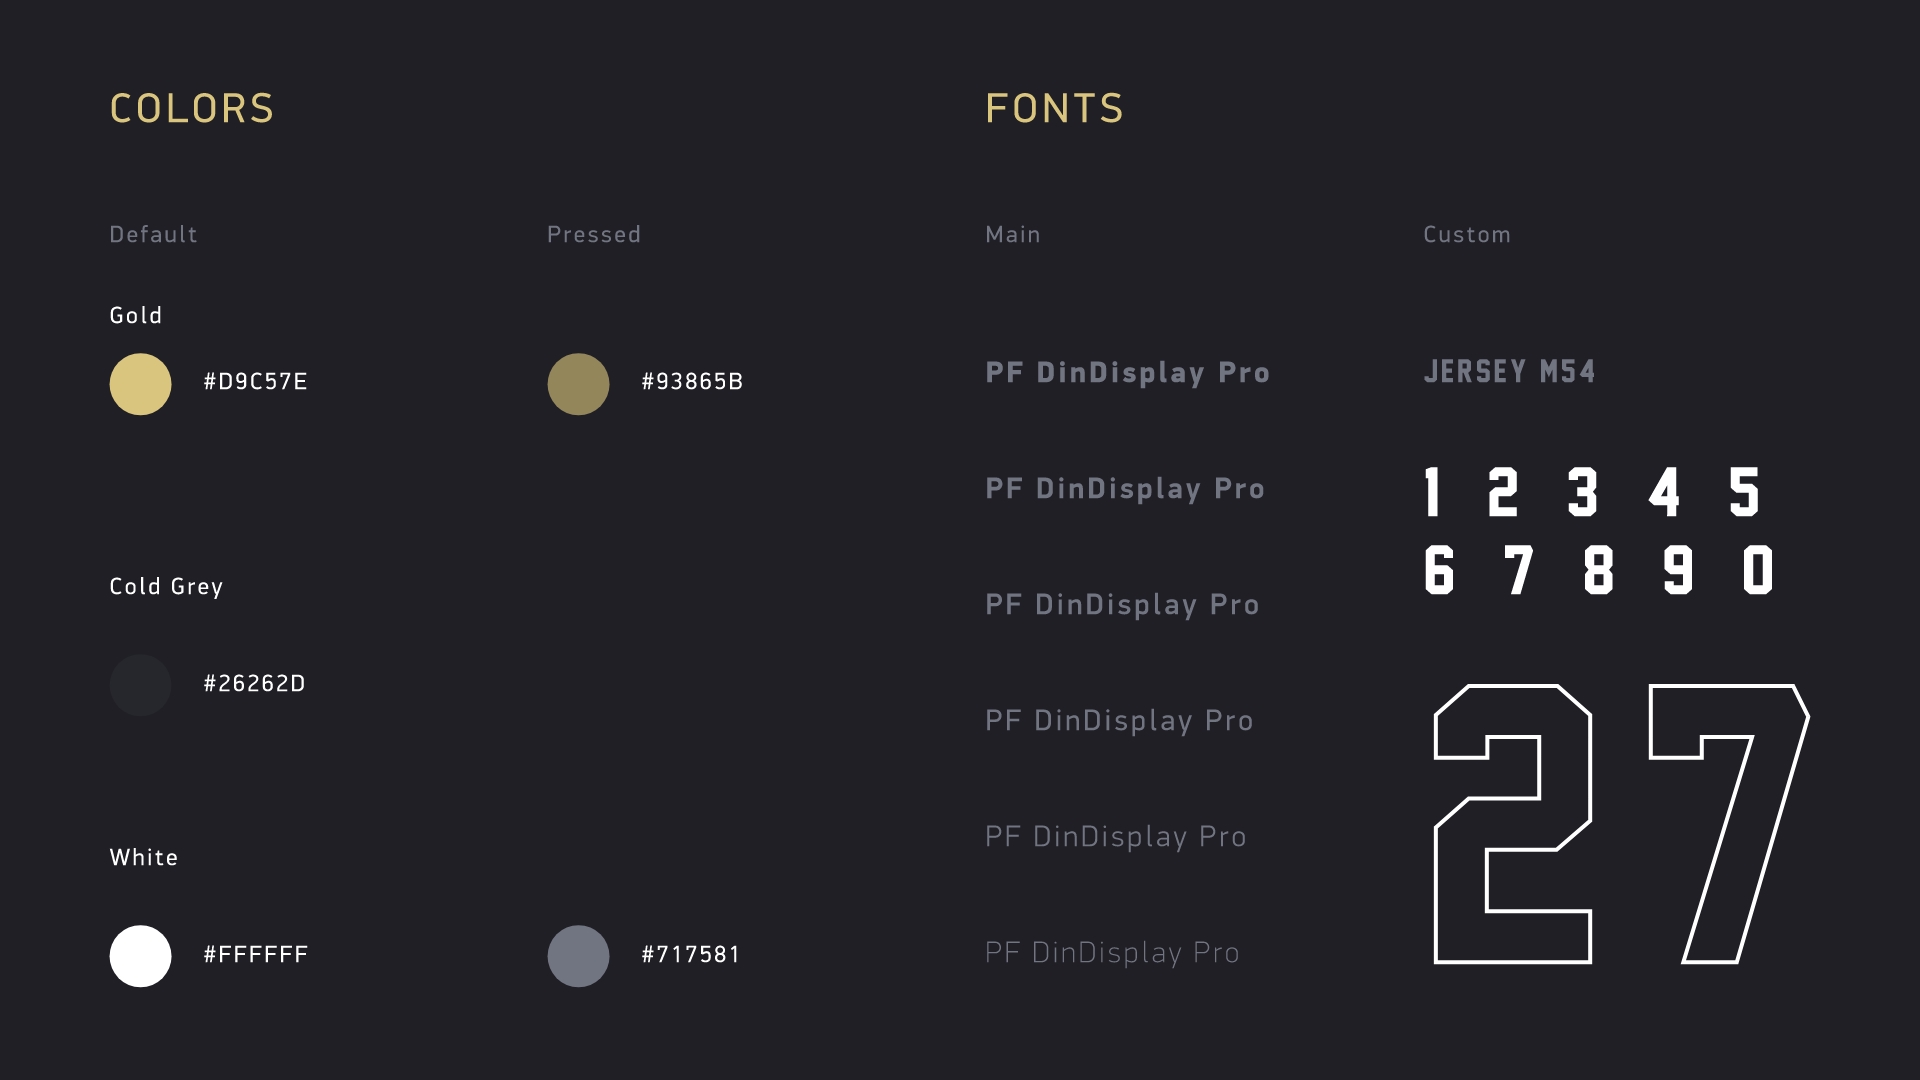 COLORS
Default
Pressed
Gold
#D9C57E
#93865B
Cold Grey
#26262D
White
#FFFFFF
#717581
FONTS
Main
PF DinDisplay Pro
PF DinDisplay Pro
PF DinDisplay Pro
PF DinDisplay Pro
PF DinDisplay Pro
PF DinDisplay Pro
Custom
JERSEY M54
1 2 3 4 5
6 7 8 9 0
27